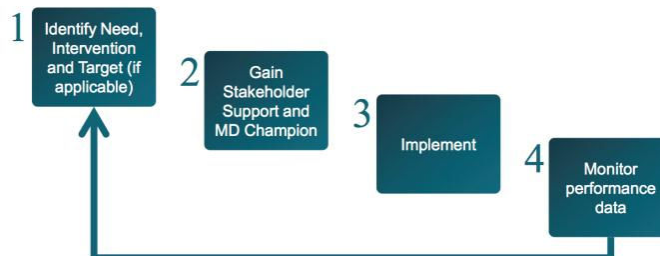 1
Identify Need,
Intervention
and Target (if
applicable)
2
Gain
Stakeholder
Support and
MD Champion
3
Implement
4
Monitor
performance
data